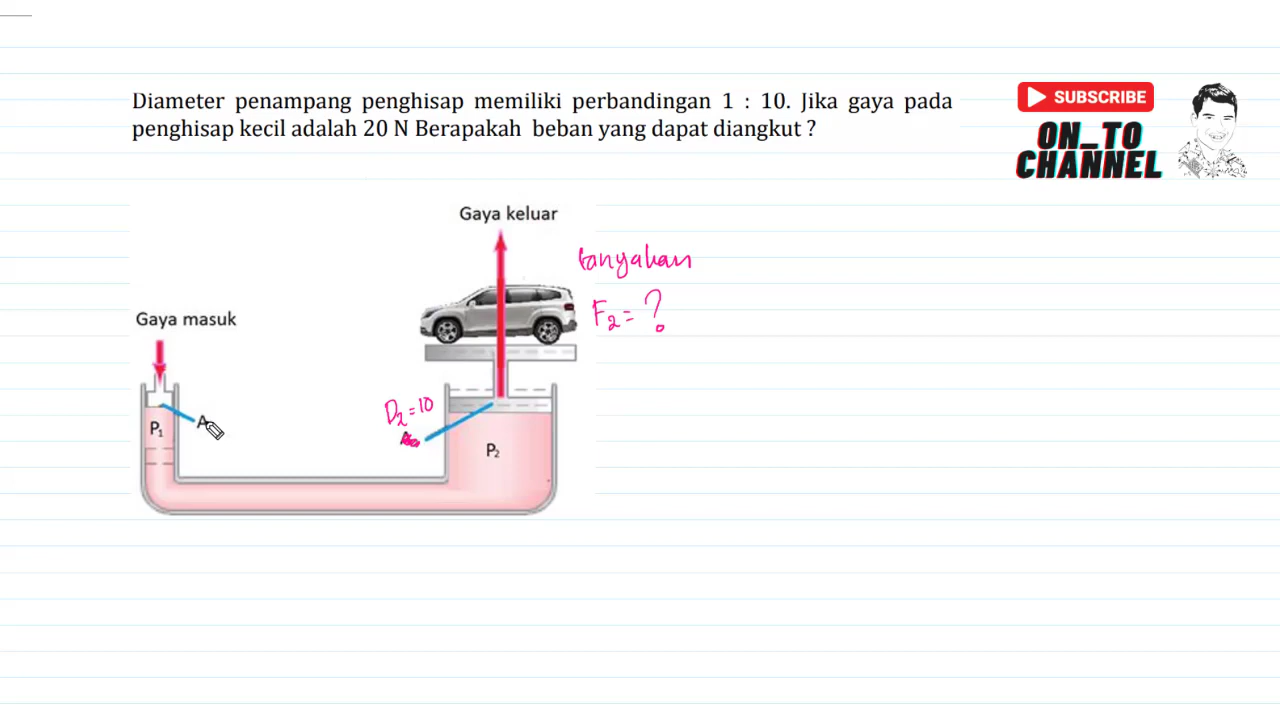 Diameter penampang penghisap memiliki perbandingan 1 : 10. Jika gaya pada
penghisap kecil adalah 20 N Berapakah beban yang dapat diangkut ?
SUBSCRIBE
ON_TO
CHANNEL
Gaya keluar
tanyakan
F2 = ?
Gaya masuk
D2 = 10
A
P1
P2